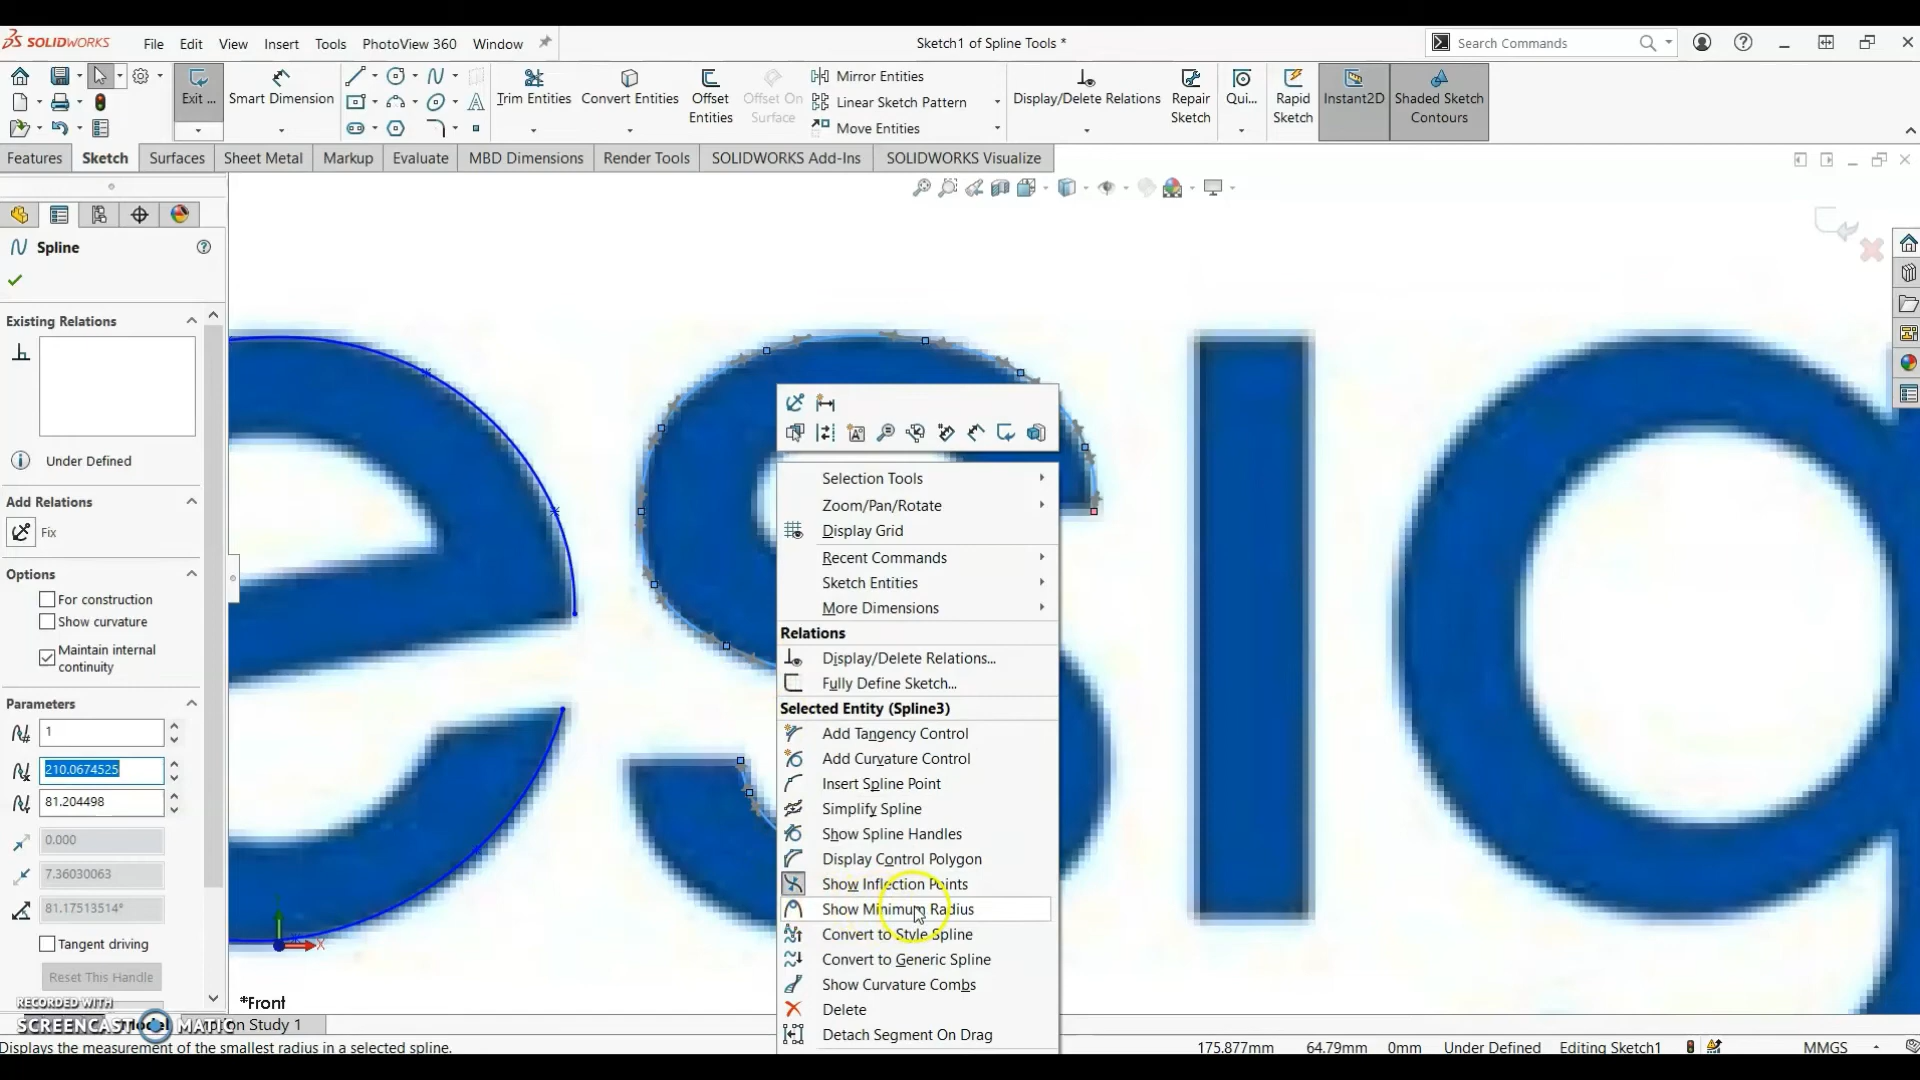 SOLIDWORKS
File Edit View Insert Tools PhotoView 360 Window
Sketch1 of Spline Tools *
Search Commands
Exit ...
Smart Dimension
Trim Entities
Convert Entities
Offset Entities
Offset On Surface
Mirror Entities
Linear Sketch Pattern
Move Entities
Display/Delete Relations
Repair Sketch
Qui...
Rapid Sketch
Instant2D
Shaded Sketch Contours
Features Sketch Surfaces Sheet Metal Markup Evaluate MBD Dimensions Render Tools SOLIDWORKS Add-Ins SOLIDWORKS Visualize
Spline
Existing Relations
Under Defined
Add Relations
Fix
Options
For construction
Show curvature
Maintain internal
continuity
Parameters
1
210.0674525
81.204498
0.000
7.36030063
81.17513514°
Tangent driving
Reset This Handle
eslq
Selection Tools
Zoom/Pan/Rotate
Display Grid
Recent Commands
Sketch Entities
More Dimensions
Relations
Display/Delete Relations...
Fully Define Sketch...
Selected Entity (Spline3)
Add Tangency Control
Add Curvature Control
Insert Spline Point
Simplify Spline
Show Spline Handles
Display Control Polygon
Show Inflection Points
Show Minimum Radius
Convert to Style Spline
Convert to Generic Spline
Show Curvature Combs
Delete
Detach Segment On Drag
X
*Front
RECORDED WITH
SCREENCAST MATIC
Study 1
Displays the measurement of the smallest radius in a selected spline.
175.877mm 64.79mm 0mm Under Defined Editing Sketch1 MMGS